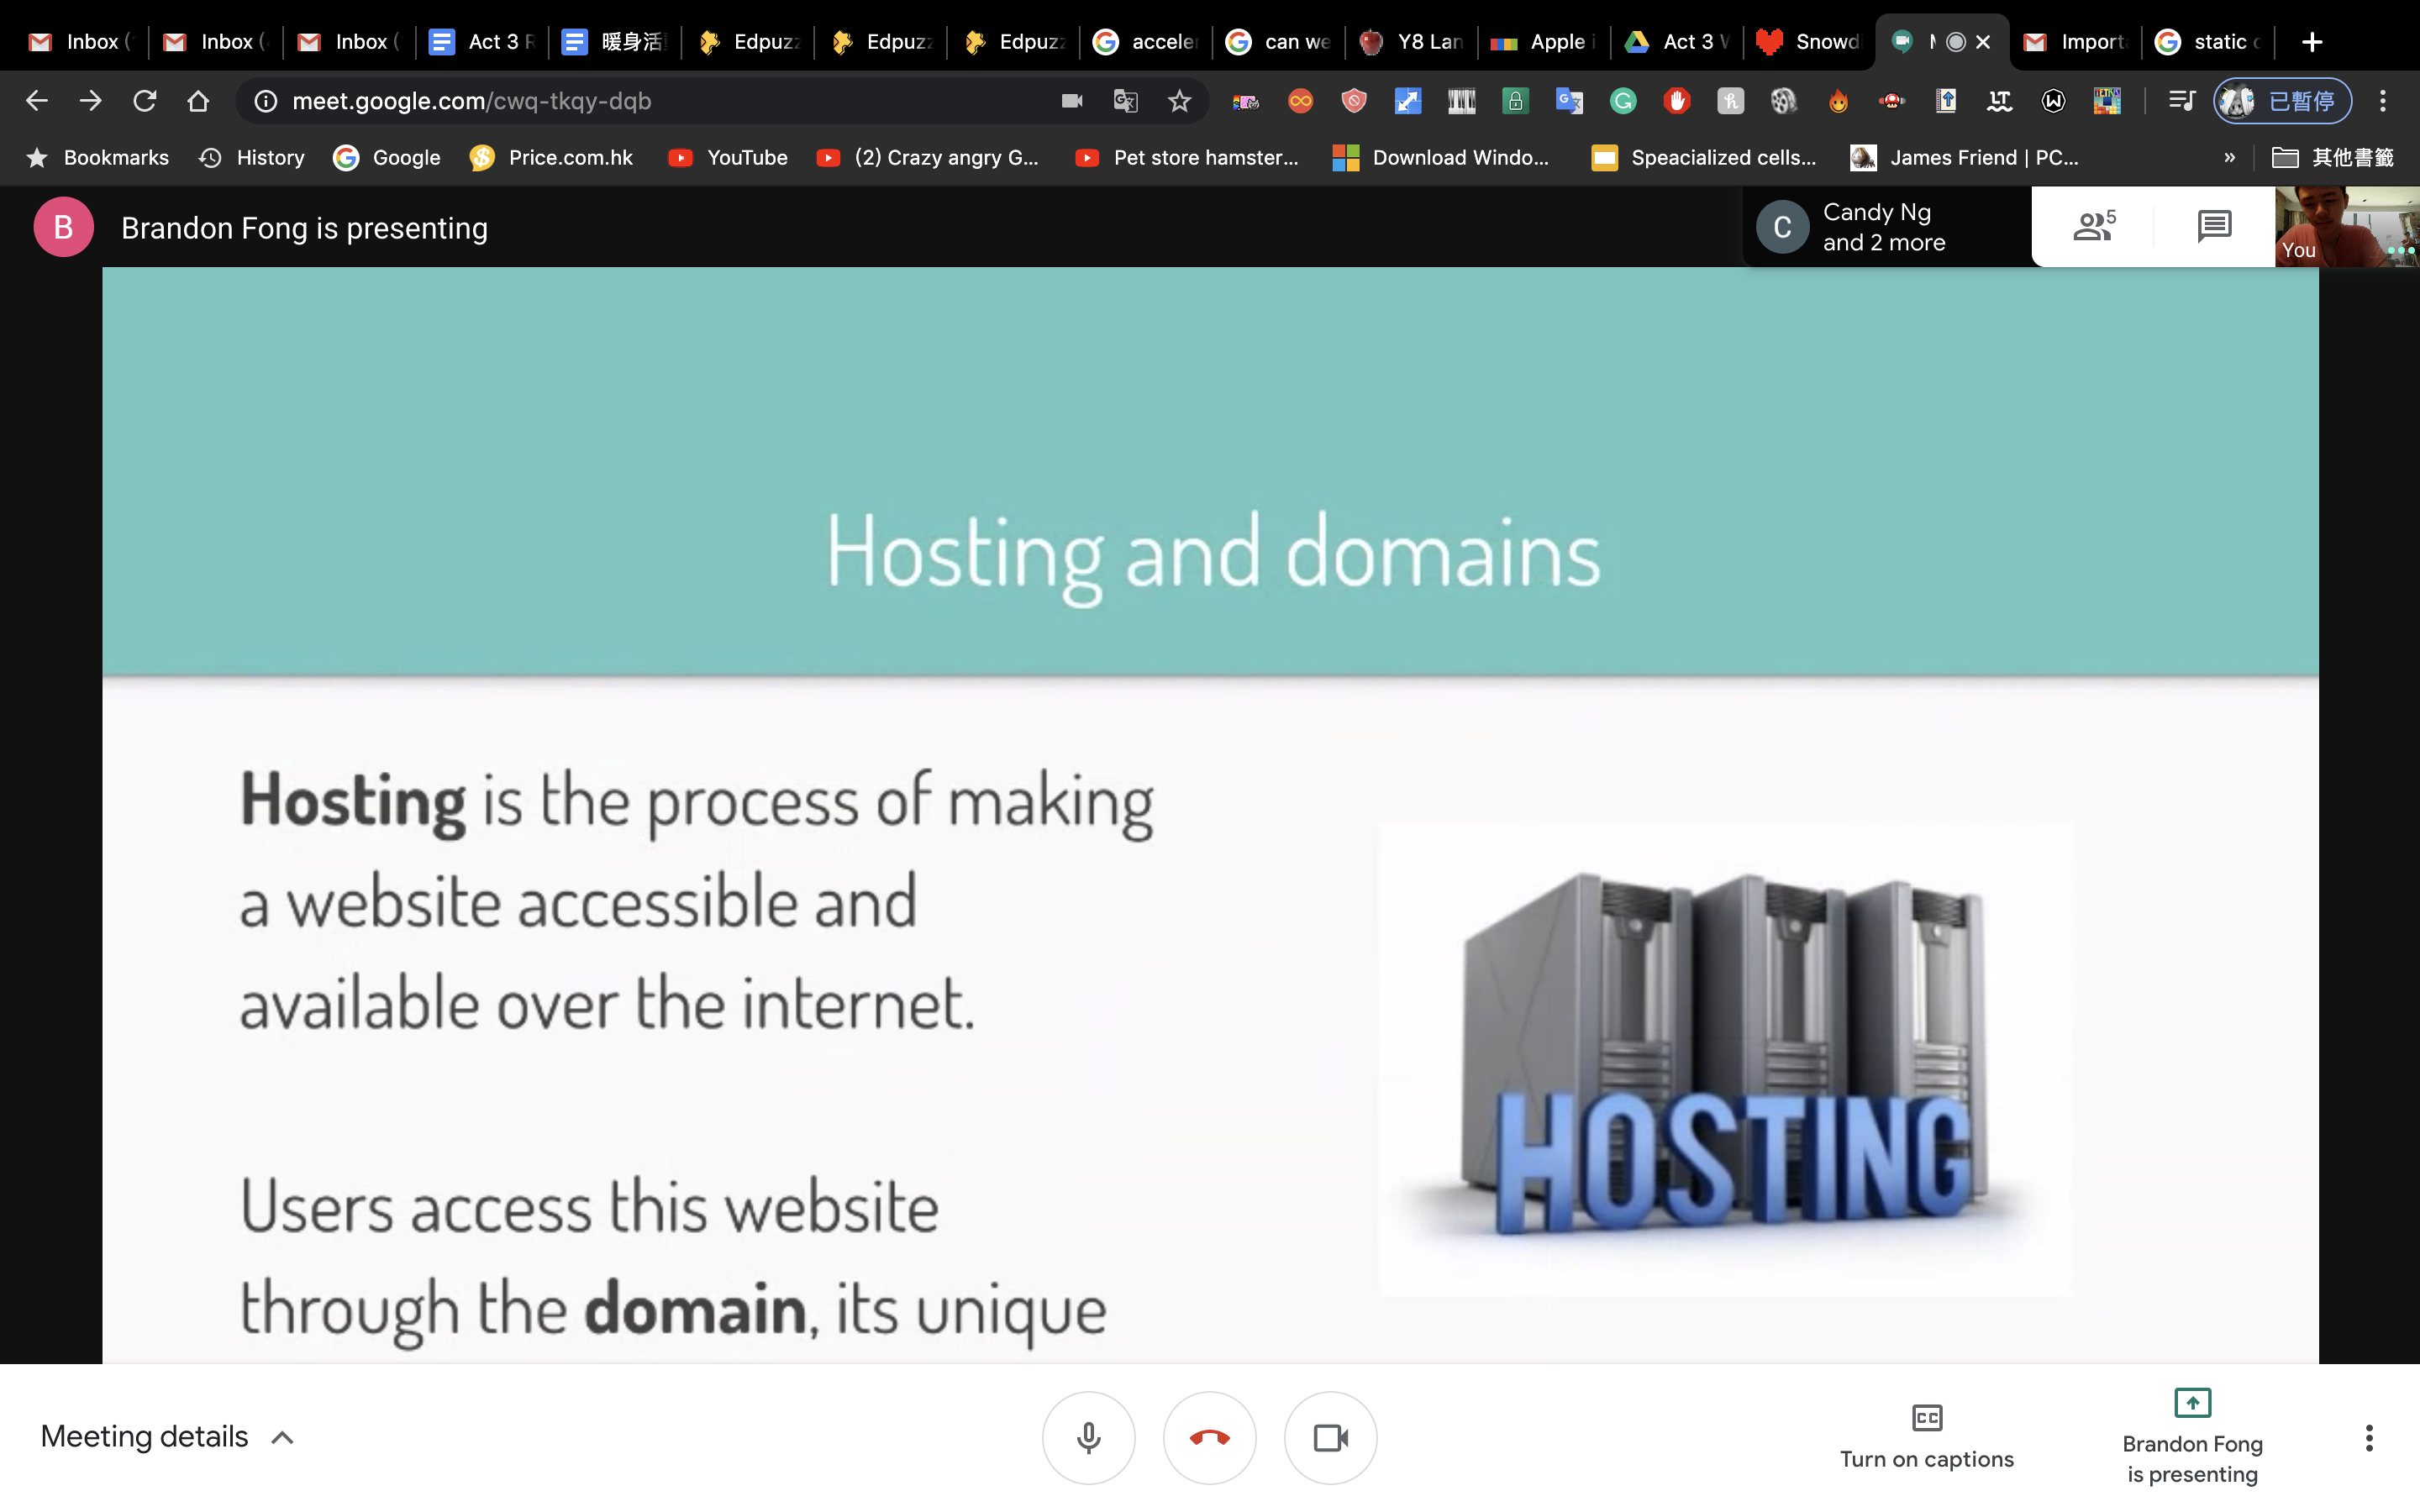 Inbox (
Inbox (
Inbox (
Act 3 R
暖身活
Edpuzz
Edpuzz
Edpuzz
acceler
can we
Y8 Lan
Apple i
Act 3 V
Snowd
Import
static c
meet.google.com/cwq-tkqy-dqb
已暫停
Bookmarks
History
Google
Price.com.hk
YouTube
(2) Crazy angry G...
Pet store hamster...
Download Windo...
Speacialized cells...
James Friend | PC...
»
其他書籤
B
Brandon Fong is presenting
C
Candy Ng
and 2 more
5
You
Hosting and domains
Hosting is the process of making
a website accessible and
available over the internet.
Users access this website
through the domain, its unique
HOSTING
Meeting details
CC
Turn on captions
Brandon Fong
is presenting